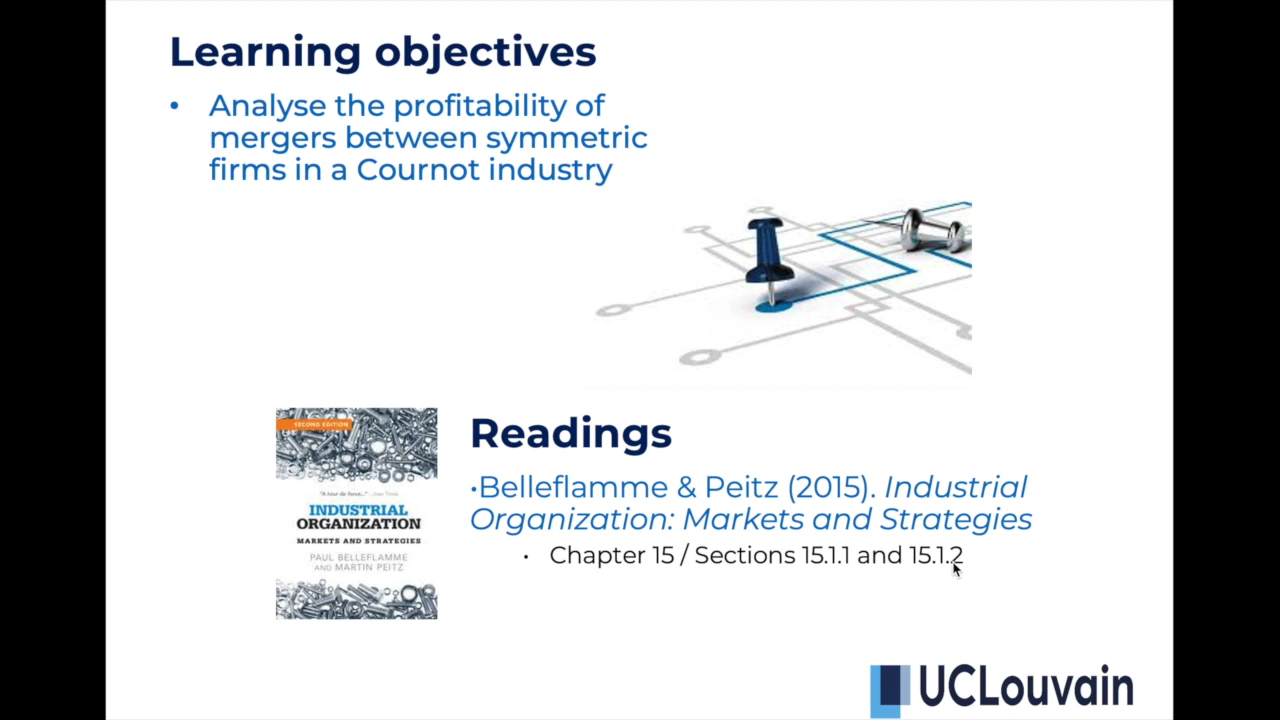 Learning objectives
• Analyse the profitability of
mergers between symmetric
firms in a Cournot industry
SECOND EDITION
INDUSTRIAL
ORGANIZATION
MARKETS AND STRATEGIES
PAUL BELLEFLAMME
AND MARTIN PEITZ
Readings
•Belleflamme & Peitz (2015). Industrial
Organization: Markets and Strategies
• Chapter 15 / Sections 15.1.1 and 15.1.2
UCLouvain